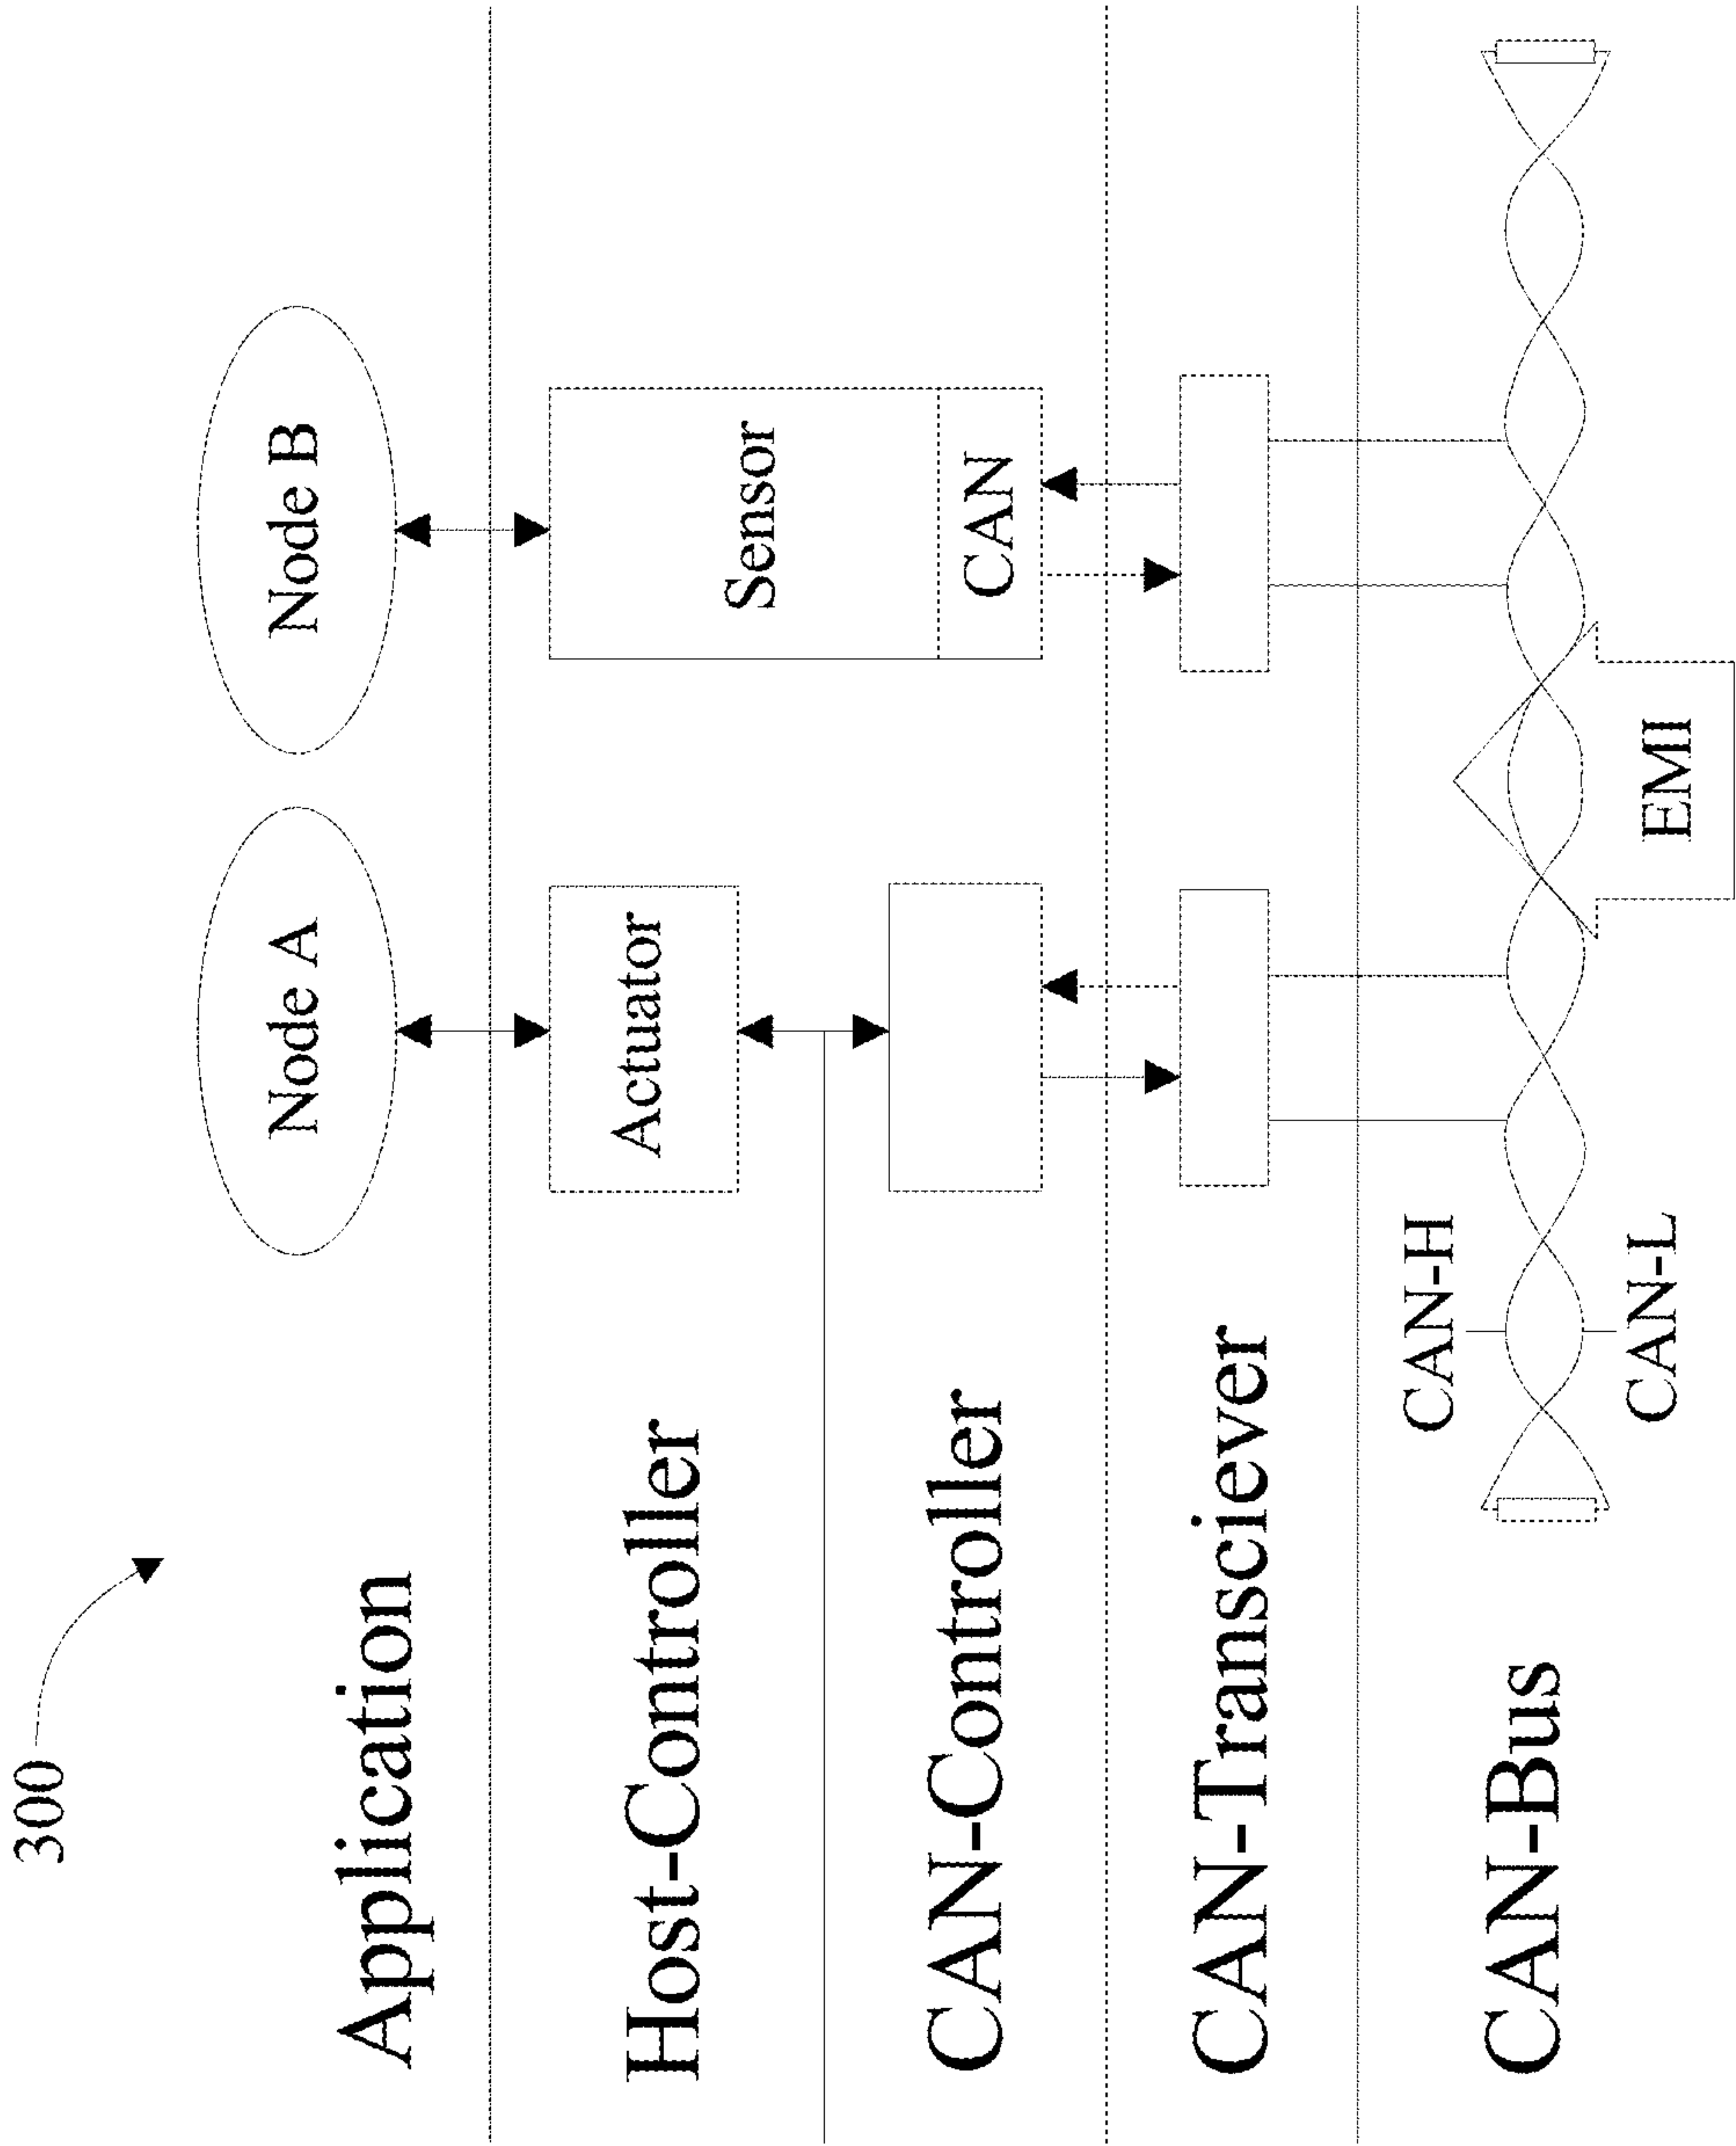 300
Application
Node A
Node B
Host-Controller
Actuator
Sensor
CAN-Controller
CAN
CAN-Transciever
CAN-Bus
CAN-H
CAN-L
EMI